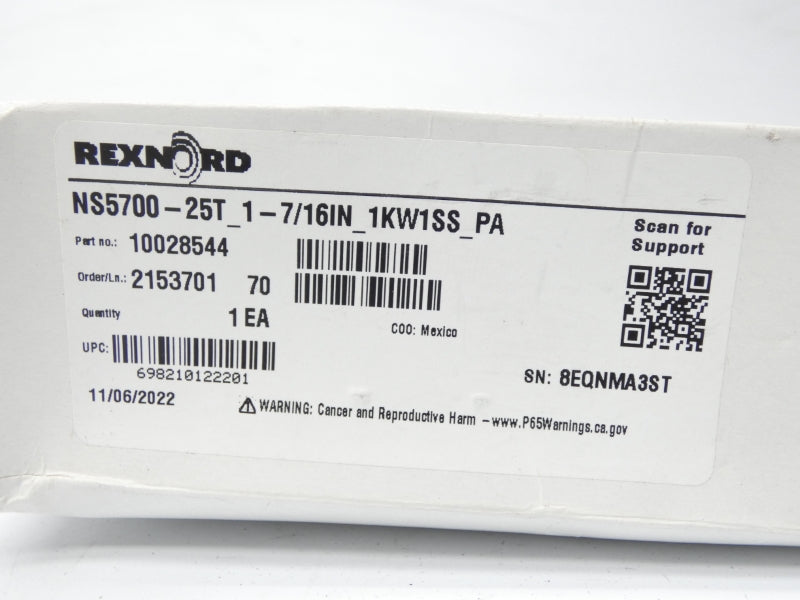 REXNORD
NS5700-25T_1-7/16IN_1KW1SS_PA
Part no.: 10028544
Order/Ln.: 2153701 70
Quantity 1 EA
COO: Mexico
UPC:
698210122201
11/06/2022
Scan for
Support
SN: 8EQNMA3ST
⚠ WARNING: Cancer and Reproductive Harm -www.P65Warnings.ca.gov